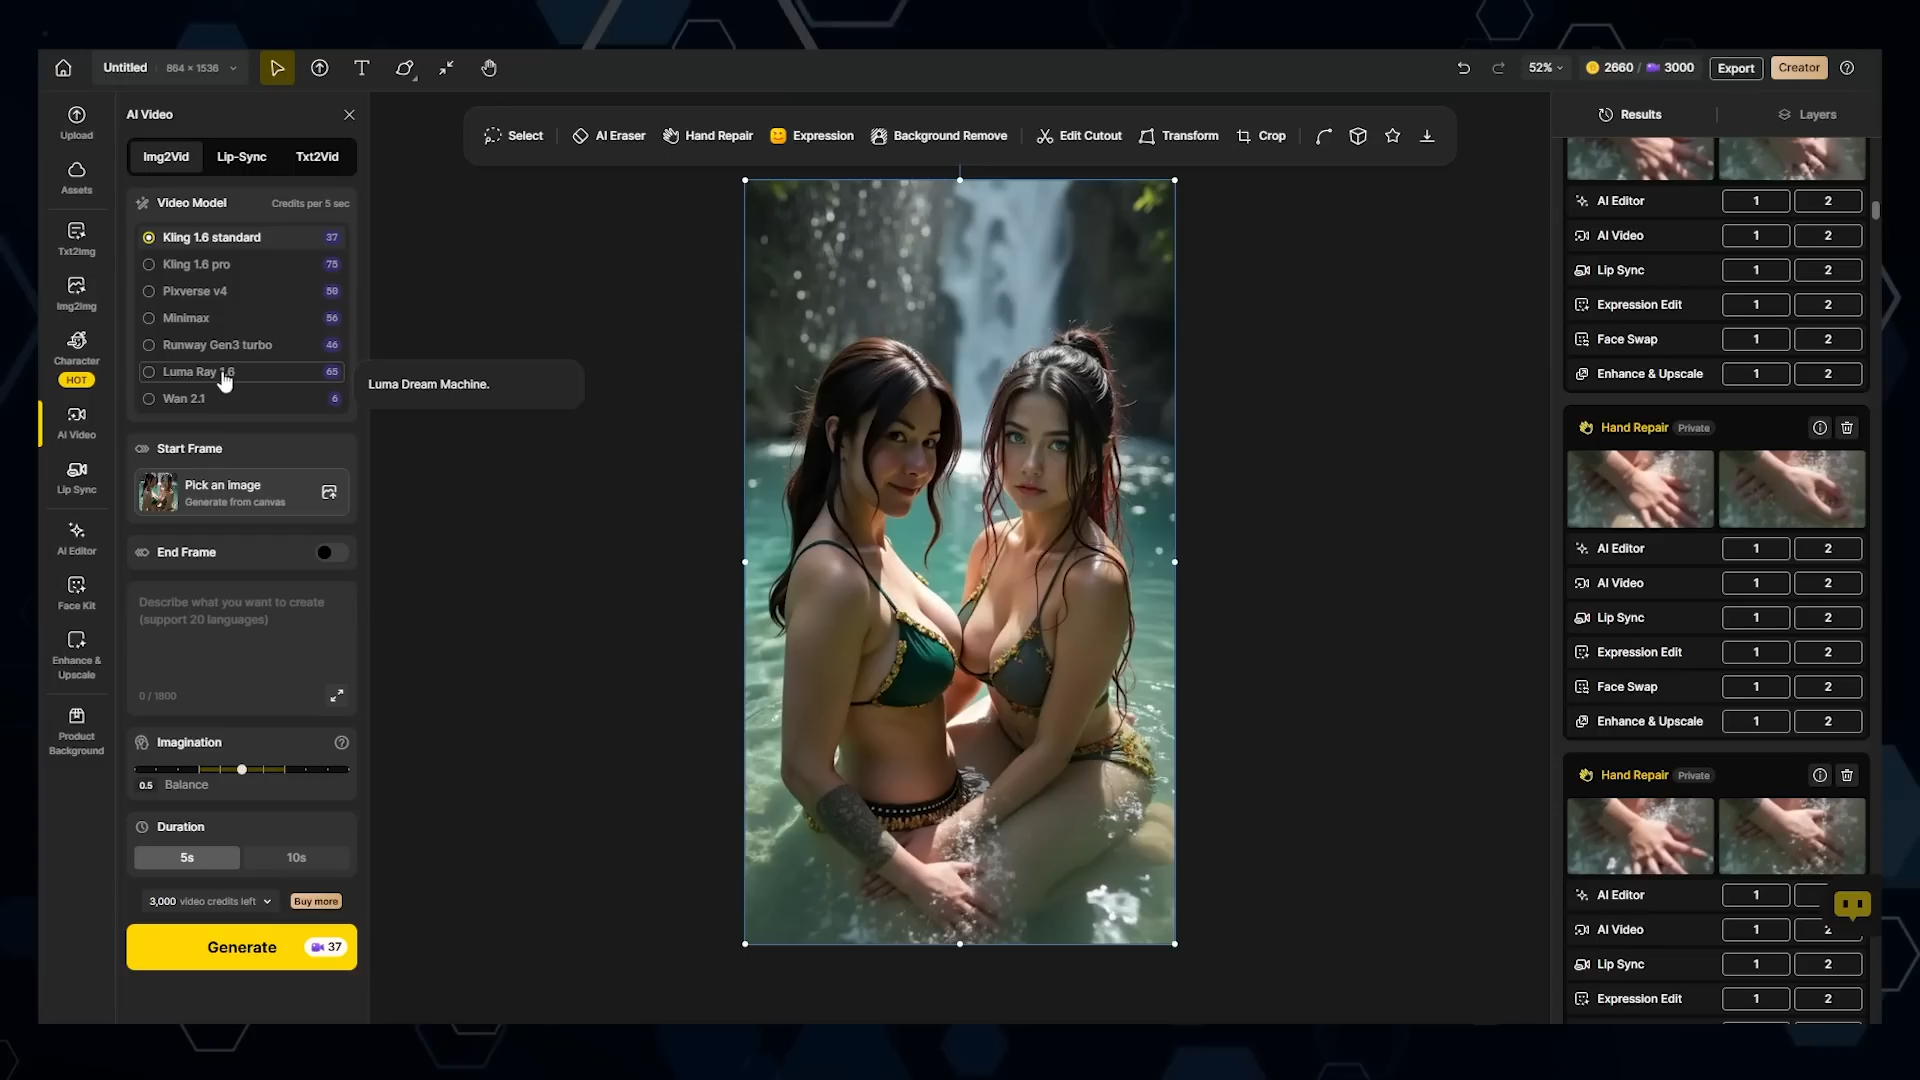 Untitled 864 × 1536
52%
2660 / 3000
Export
Creator
Upload
Assets
Txt2Img
Img2Img
Character
HOT
AI Video
Lip Sync
AI Editor
Face Kit
Enhance &
Upscale
Product
Background
AI Video
Img2Vid Lip-Sync Txt2Vid
Video Model Credits per 5 sec
Kling 1.6 standard 37
Kling 1.6 pro 75
Pixverse v4 50
Minimax 56
Runway Gen3 turbo 46
Luma Ray 1.6 65
Wan 2.1 6
Luma Dream Machine.
Start Frame
Pick an image
Generate from canvas
End Frame
Describe what you want to create
(support 20 languages)
0 / 1800
Imagination
0.5 Balance
Duration
5s 10s
3,000 video credits left Buy more
Generate 37
Select AI Eraser Hand Repair Expression Background Remove Edit Cutout Transform Crop
Results Layers
AI Editor 1 2
AI Video 1 2
Lip Sync 1 2
Expression Edit 1 2
Face Swap 1 2
Enhance & Upscale 1 2
Hand Repair Private
AI Editor 1 2
AI Video 1 2
Lip Sync 1 2
Expression Edit 1 2
Face Swap 1 2
Enhance & Upscale 1 2
Hand Repair Private
AI Editor 1
AI Video 1 2
Lip Sync 1 2
Expression Edit 1 2